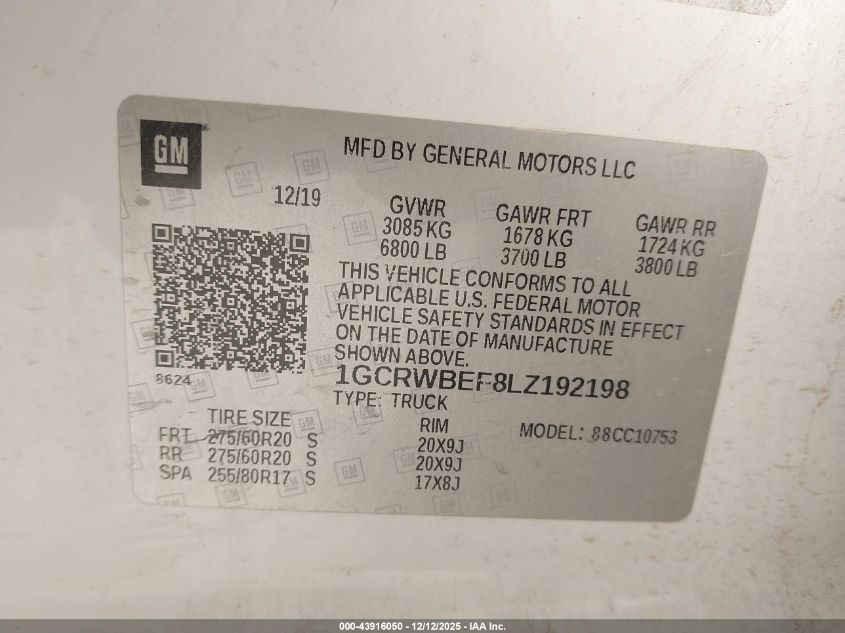 GM
MFD BY GENERAL MOTORS LLC
12/19
GVWR
3085 KG
6800 LB
GAWR FRT
1678 KG
3700 LB
GAWR RR
1724 KG
3800 LB
THIS VEHICLE CONFORMS TO ALL
APPLICABLE U.S. FEDERAL MOTOR
VEHICLE SAFETY STANDARDS IN EFFECT
ON THE DATE OF MANUFACTURE
SHOWN ABOVE.
8624
1GCRWBEF8LZ192198
TYPE: TRUCK
TIRE SIZE
RIM
MODEL: 88CC10753
FRT 275/60R20 S 20X9J
RR 275/60R20 S 20X9J
SPA 255/80R17 S 17X8J
000-43916050 - 12/12/2025 - IAA Inc.